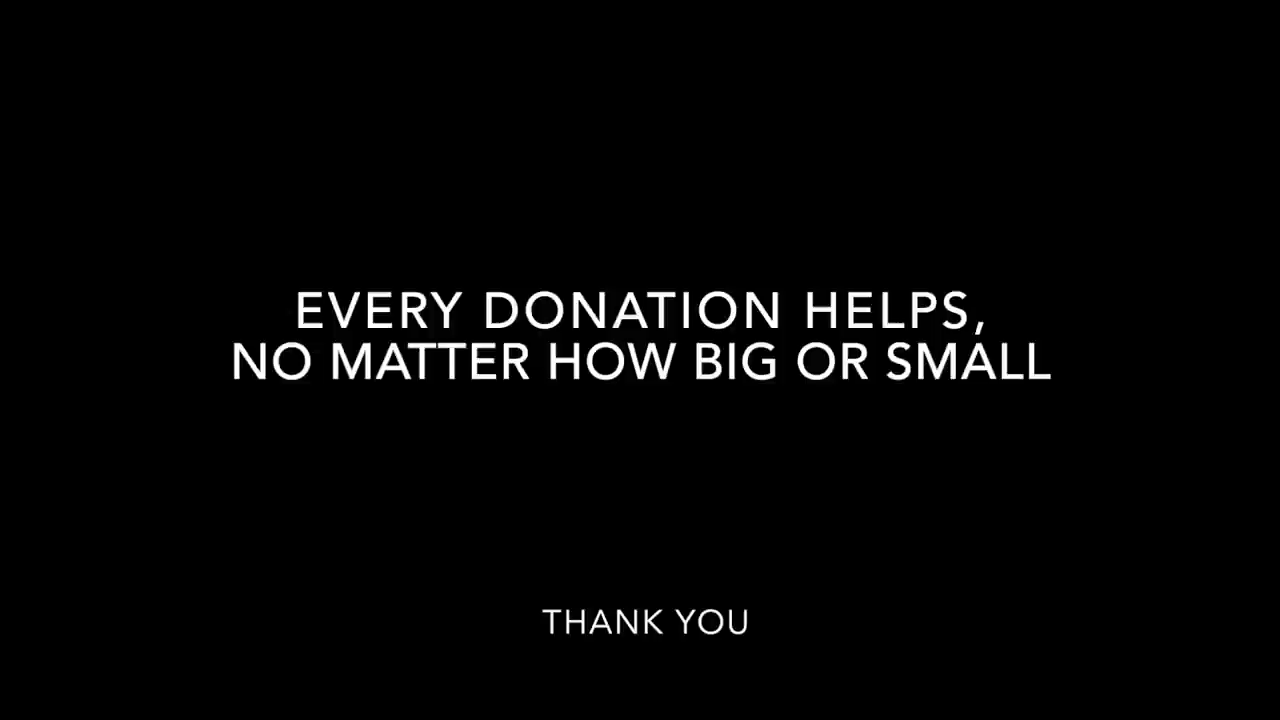 EVERY DONATION HELPS,
NO MATTER HOW BIG OR SMALL
THANK YOU